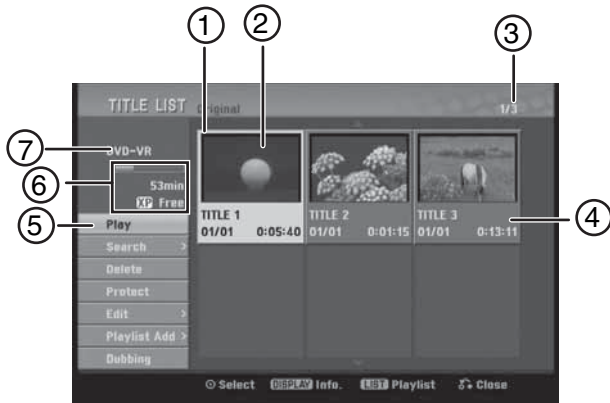 ① ② ③
TITLE LIST Original 1/3
⑦ DVD-VR
⑥ 53min
XP Free
⑤ Play
TITLE 1 TITLE 2 TITLE 3 ④
01/01 0:05:40 01/01 0:01:15 01/01 0:13:11
Search >
Delete
Protect
Edit >
Playlist Add >
Dubbing
Select DISPLAY Info. LIST Playlist Close